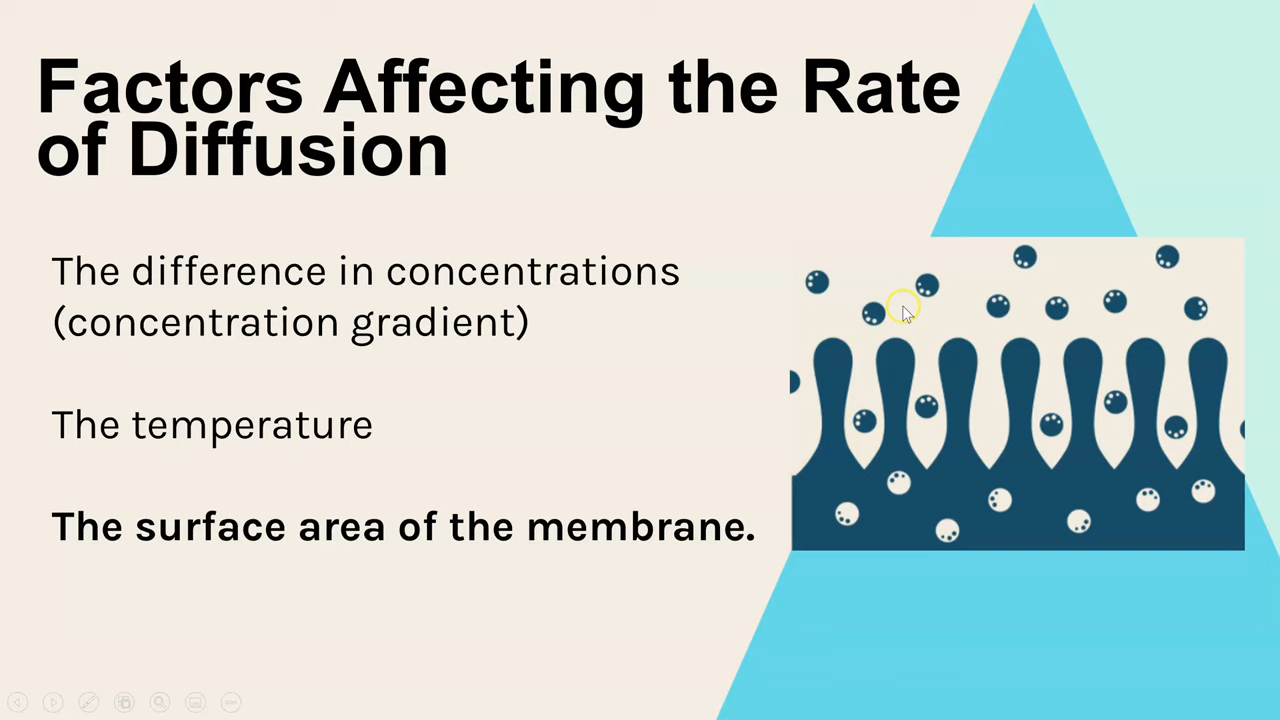 Factors Affecting the Rate
of Diffusion
The difference in concentrations
(concentration gradient)
The temperature
The surface area of the membrane.